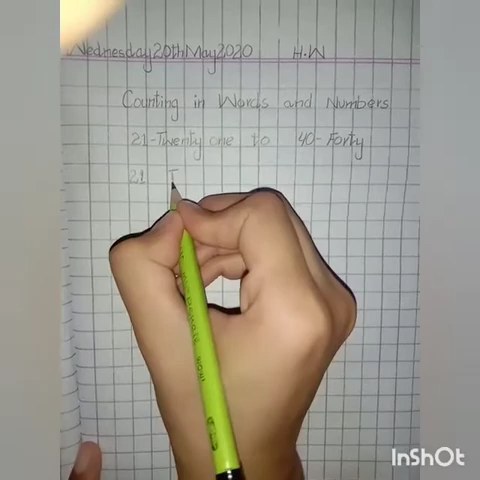 Wednesday 20th May 2020 H.W
Counting in Words and Numbers
21-Twenty one to 40-Forty
21 T
InShOt